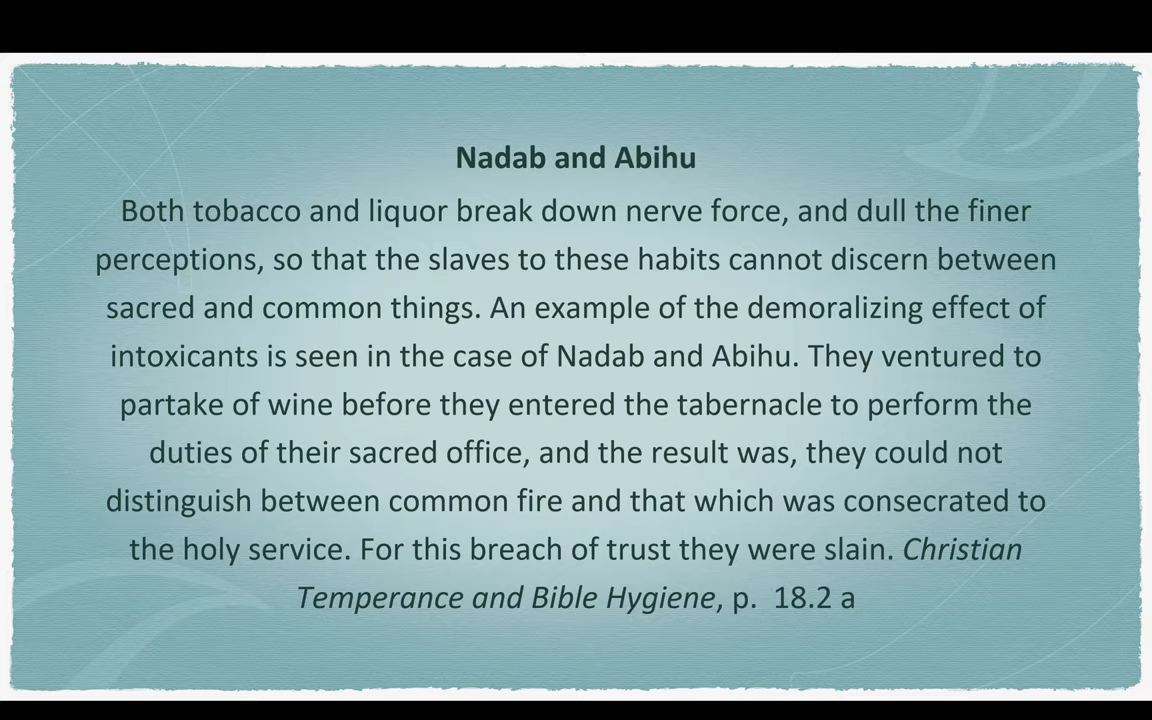 Nadab and Abihu
Both tobacco and liquor break down nerve force, and dull the finer
perceptions, so that the slaves to these habits cannot discern between
sacred and common things. An example of the demoralizing effect of
intoxicants is seen in the case of Nadab and Abihu. They ventured to
partake of wine before they entered the tabernacle to perform the
duties of their sacred office, and the result was, they could not
distinguish between common fire and that which was consecrated to
the holy service. For this breach of trust they were slain. Christian
Temperance and Bible Hygiene, p. 18.2 a